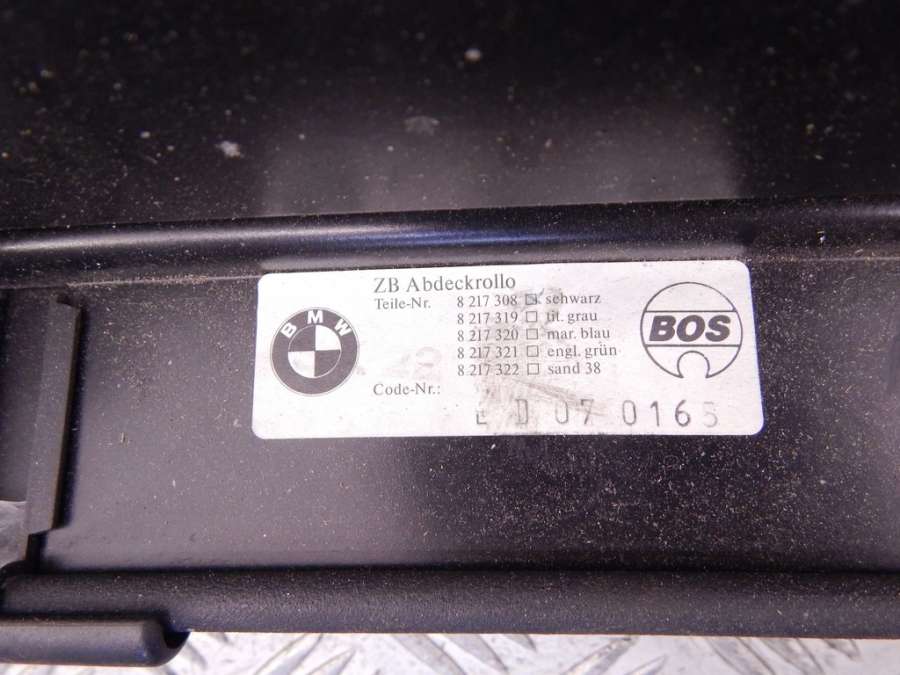 ZB Abdeckrollo
Teile-Nr. 8 217 308 schwarz
8 217 319 tit. grau
8 217 320 mar. blau
8 217 321 engl. grün
8 217 322 sand 38
Code-Nr.:
D 07 0165
BMW
BOS